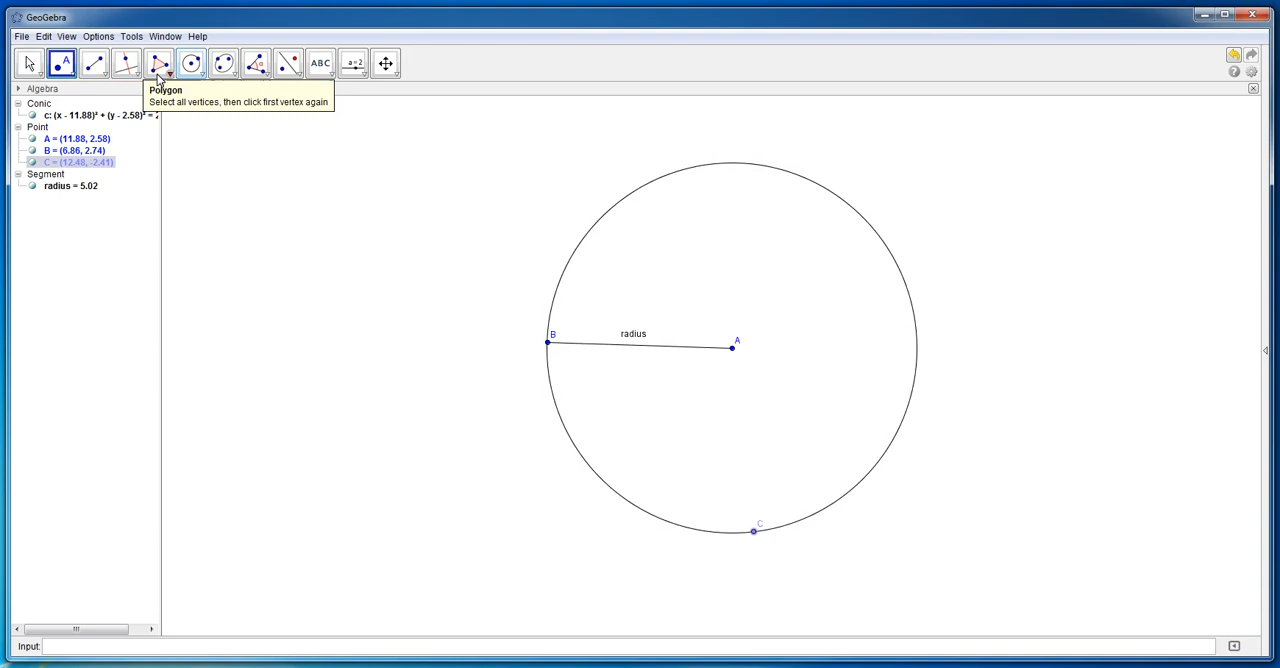 GeoGebra
File Edit View Options Tools Window Help
A ABC a=2
Polygon
Select all vertices, then click first vertex again
Algebra
Conic
c: (x - 11.88)² + (y - 2.58)² =
Point
A = (11.88, 2.58)
B = (6.86, 2.74)
C = (12.48, -2.41)
Segment
radius = 5.02
B
radius
A
C
Input: